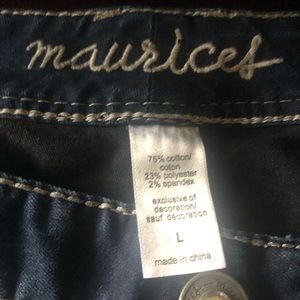 maurices
75% cotton/
coton
23% polyester
2% spandex
exclusive of
decoration/
sauf décoration
L
made in china